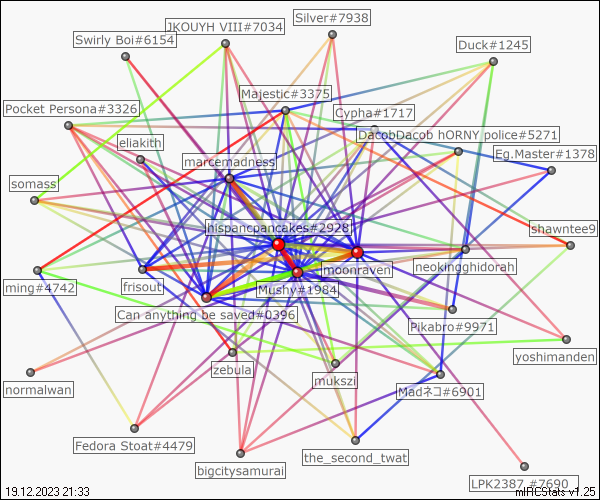 Silver#7938
JKOUYH VIII#7034
Swirly Boi#6154
Duck#1245
Majestic#3375
Pocket Persona#3326
Cypha#1717
DacobDacob hORNY police#5271
eliakith
Eg.Master#1378
marcemadness
somass
hispancpancakes#2928
shawntee9
moonraven
neokingghidorah
ming#4742
frisout
Mushy#1984
Can anything be saved#0396
Pikabro#9971
yoshimanden
zebula
mukszi
normalwan
Madネコ#6901
Fedora Stoat#4479
the_second_twat
bigcitysamurai
LPK2387_#7690
19.12.2023 21:33
mIRCStats v1.25